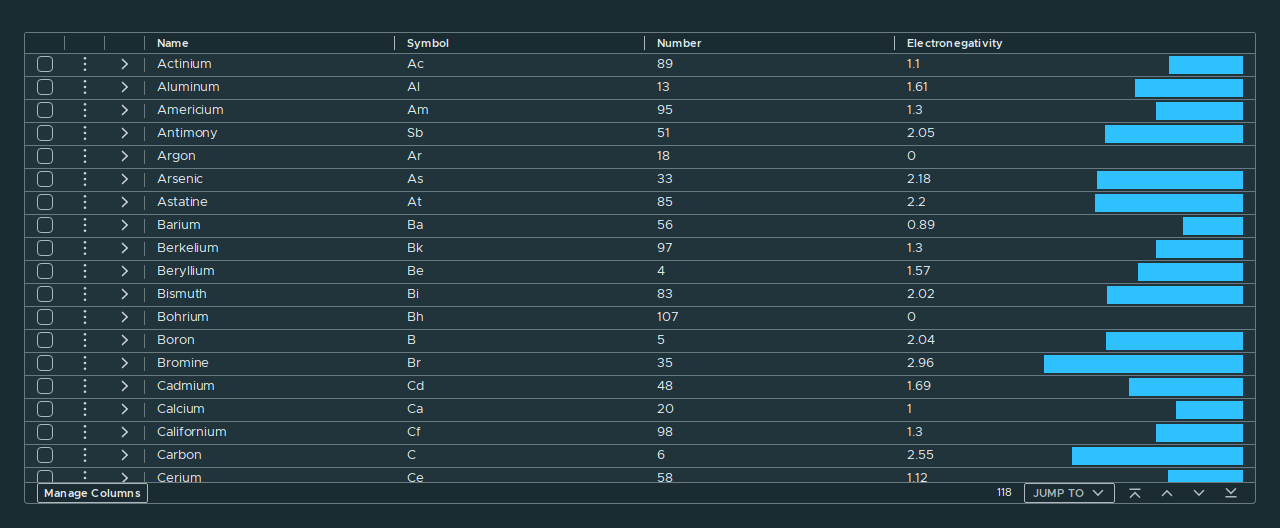 Name Symbol Number Electronegativity
Actinium Ac 89 1.1
Aluminum Al 13 1.61
Americium Am 95 1.3
Antimony Sb 51 2.05
Argon Ar 18 0
Arsenic As 33 2.18
Astatine At 85 2.2
Barium Ba 56 0.89
Berkelium Bk 97 1.3
Beryllium Be 4 1.57
Bismuth Bi 83 2.02
Bohrium Bh 107 0
Boron B 5 2.04
Bromine Br 35 2.96
Cadmium Cd 48 1.69
Calcium Ca 20 1
Californium Cf 98 1.3
Carbon C 6 2.55
Cerium Ce 58 1.12
Manage Columns 118 JUMP TO